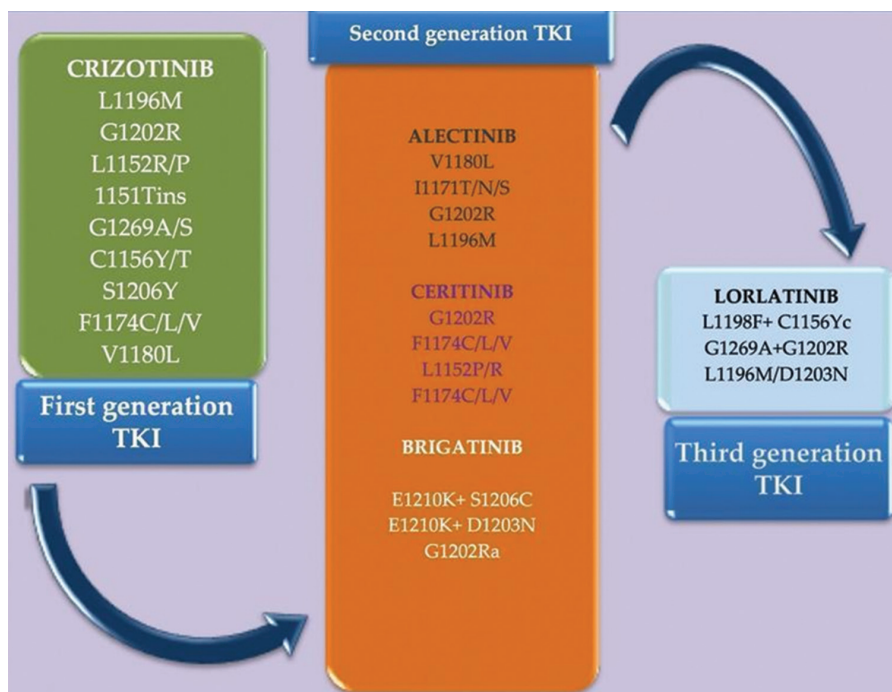 CRIZOTINIB
L1196M
G1202R
L1152R/P
1151Tins
G1269A/S
C1156Y/T
S1206Y
F1174C/L/V
V1180L
First generation
TKI
Second generation TKI
ALECTINIB
V1180L
I1171T/N/S
G1202R
L1196M
CERITINIB
G1202R
F1174C/L/V
L1152P/R
F1174C/L/V
BRIGATINIB
E1210K+ S1206C
E1210K+ D1203N
G1202Ra
LORLATINIB
L1198F+ C1156Yc
G1269A+G1202R
L1196M/D1203N
Third generation
TKI